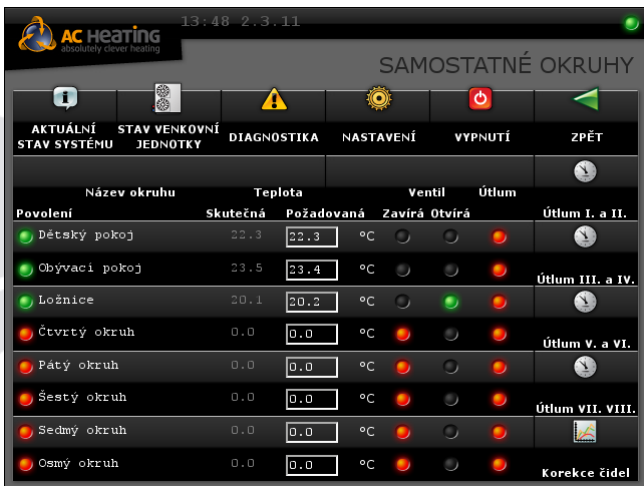 13:48 2.3.11
AC Heating
absolutely clever heating
SAMOSTATNÉ OKRUHY
AKTUÁLNÍ STAV SYSTÉMU
STAV VENKOVNÍ JEDNOTKY
DIAGNOSTIKA
NASTAVENÍ
VYPNUTÍ
ZPĚT
Název okruhu Teplota Ventil Útlum
Povolení Skutečná Požadovaná Zavírá Otvírá Útlum I. a II.
Dětský pokoj 22.3 22.3 °C
Obývací pokoj 23.5 23.4 °C Útlum III. a IV.
Ložnice 20.1 20.2 °C
Čtvrtý okruh 0.0 0.0 °C Útlum V. a VI.
Pátý okruh 0.0 0.0 °C
Šestý okruh 0.0 0.0 °C Útlum VII. VIII.
Sedmý okruh 0.0 0.0 °C
Osmý okruh 0.0 0.0 °C Korekce čidel